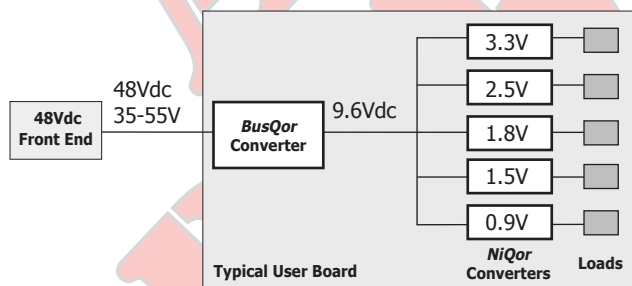 48Vdc
Front End
48Vdc
35-55V
BusQor
Converter
9.6Vdc
3.3V
2.5V
1.8V
1.5V
0.9V
NiQor
Converters
Loads
Typical User Board